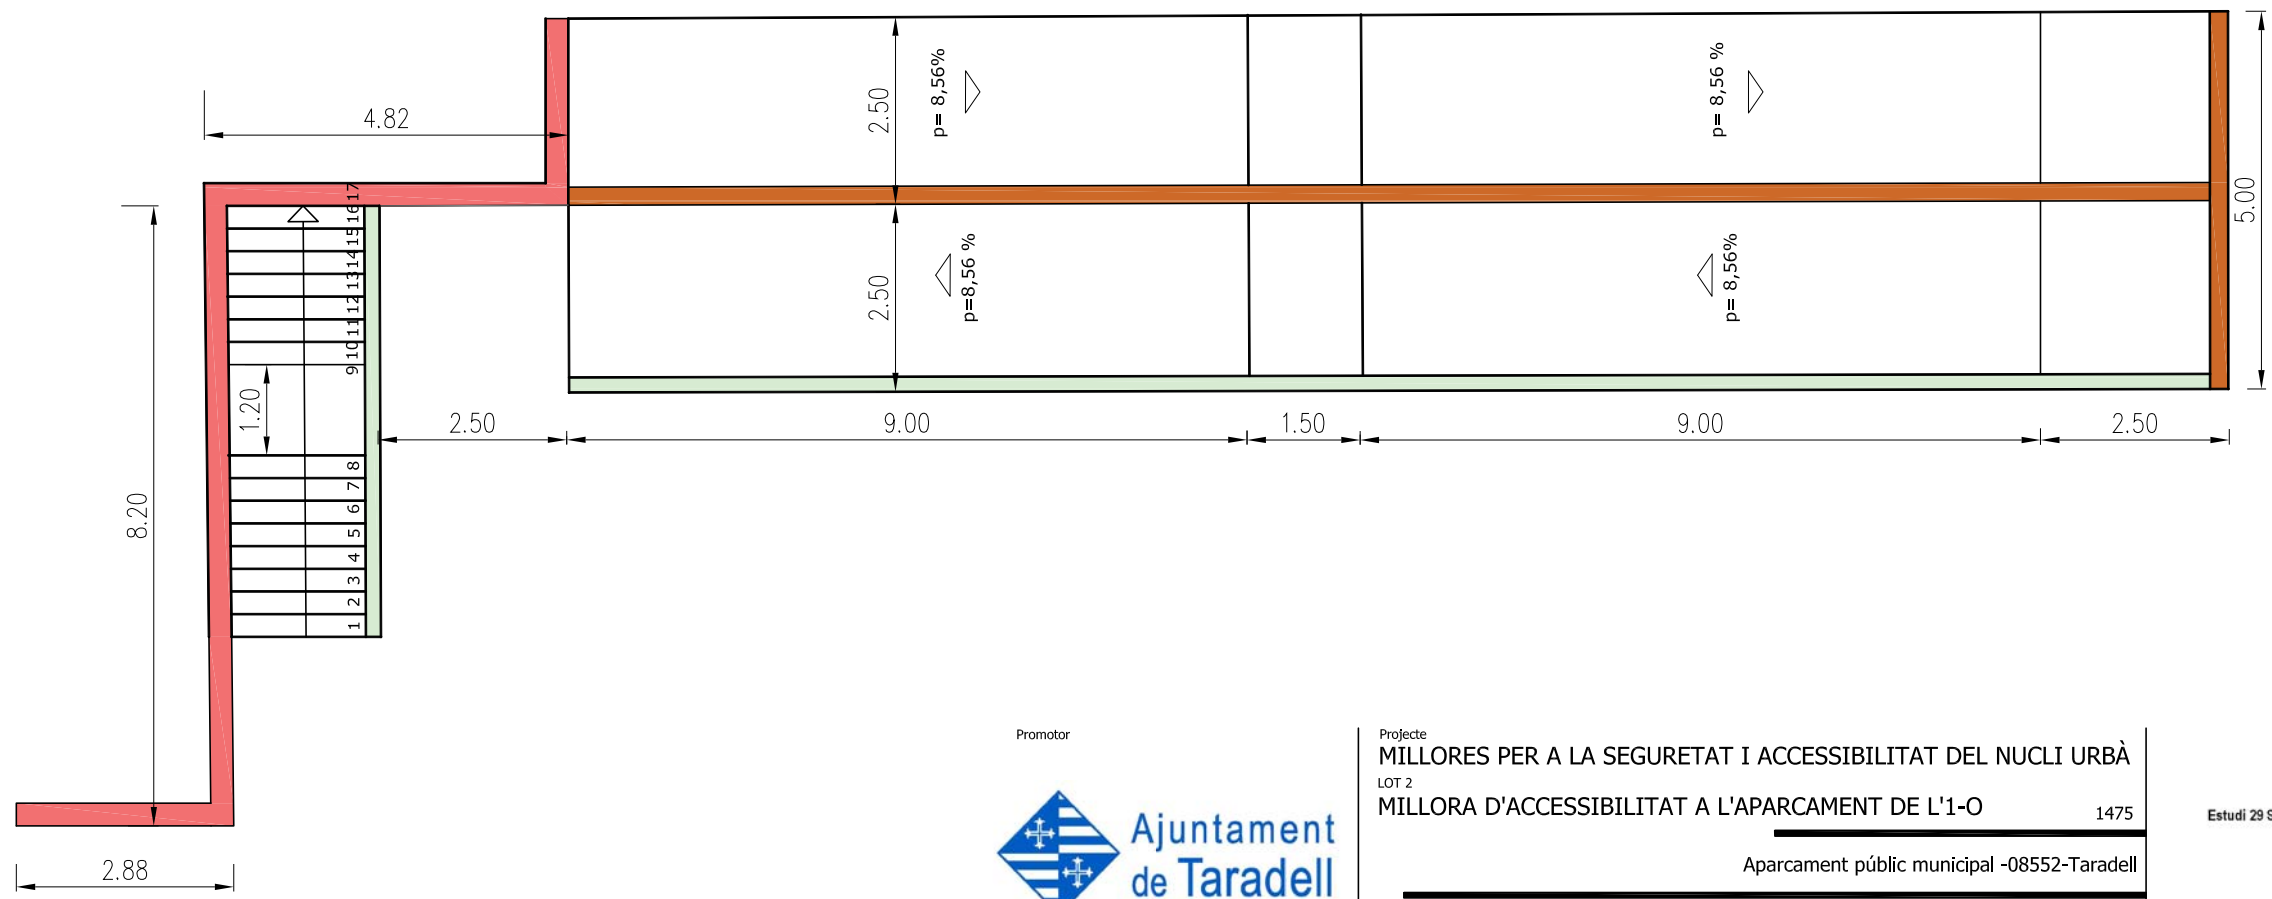 4.82
2.50
p= 8,56%
p= 8,56 %
5.00
2.50
p=8,56 %
p= 8,56%
17
16
15
14
13
12
11
10
9
1.20
8
7
6
5
4
3
2
1
8.20
2.50
9.00
1.50
9.00
2.50
2.88
Promotor
Ajuntament
de Taradell
Projecte
MILLORES PER A LA SEGURETAT I ACCESSIBILITAT DEL NUCLI URBÀ
LOT 2
MILLORA D'ACCESSIBILITAT A L'APARCAMENT DE L'1-O 1475
Aparcament públic municipal -08552-Taradell
Estudi 29